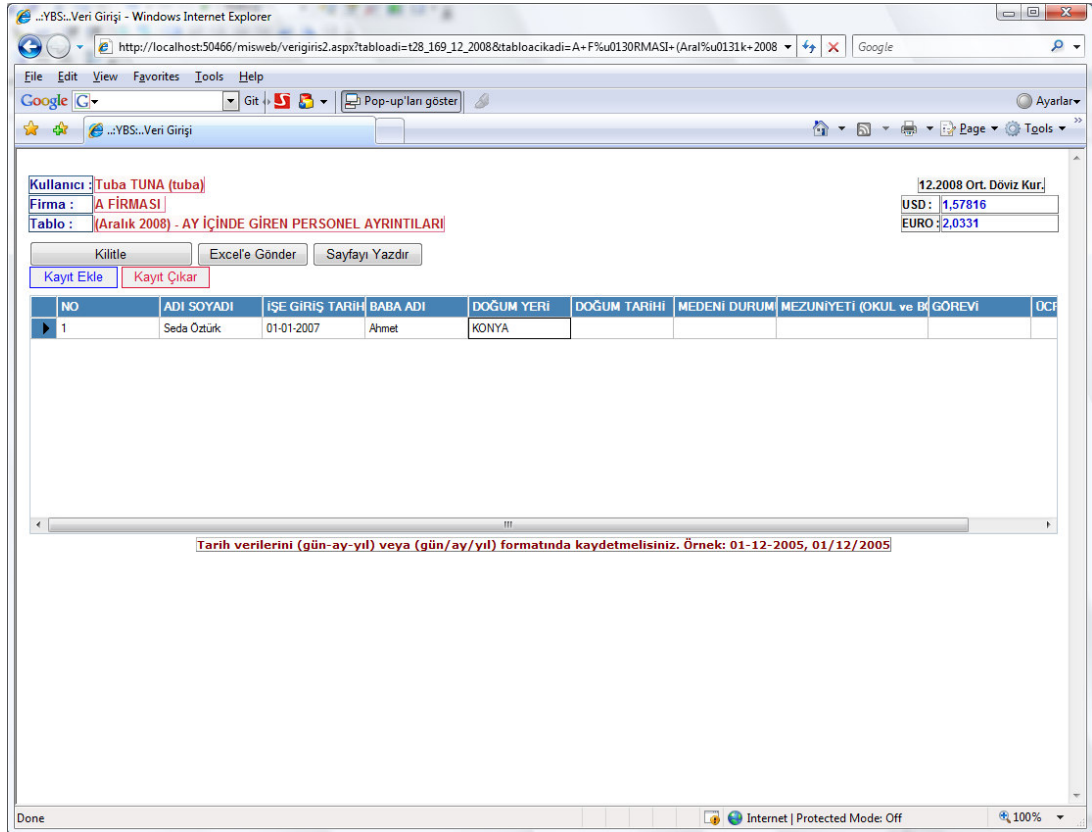 ..:YBS:..Veri Girişi - Windows Internet Explorer
http://localhost:50466/misweb/verigiris2.aspx?tabloadi=t28_169_12_2008&tabloacikadi=A+F%u0130RMASI+(Aral%u0131k+2008
Google
File Edit View Favorites Tools Help
Google G Git Pop-up'ları göster Ayarlar
..:YBS:..Veri Girişi Page Tools
Kullanıcı : Tuba TUNA (tuba) 12.2008 Ort. Döviz Kur.
Firma : A FİRMASI USD : 1,57816
Tablo : (Aralık 2008) - AY İÇİNDE GİREN PERSONEL AYRINTILARI EURO : 2,0331
Kilitle Excel'e Gönder Sayfayı Yazdır
Kayıt Ekle Kayıt Çıkar
NO ADI SOYADI İŞE GİRİŞ TARİH BABA ADI DOĞUM YERİ DOĞUM TARİHİ MEDENİ DURUM MEZUNİYETİ (OKUL ve BÖ GÖREVİ ÜCR
1 Seda Öztürk 01-01-2007 Ahmet KONYA
Tarih verilerini (gün-ay-yıl) veya (gün/ay/yıl) formatında kaydetmelisiniz. Örnek: 01-12-2005, 01/12/2005
Done Internet | Protected Mode: Off 100%